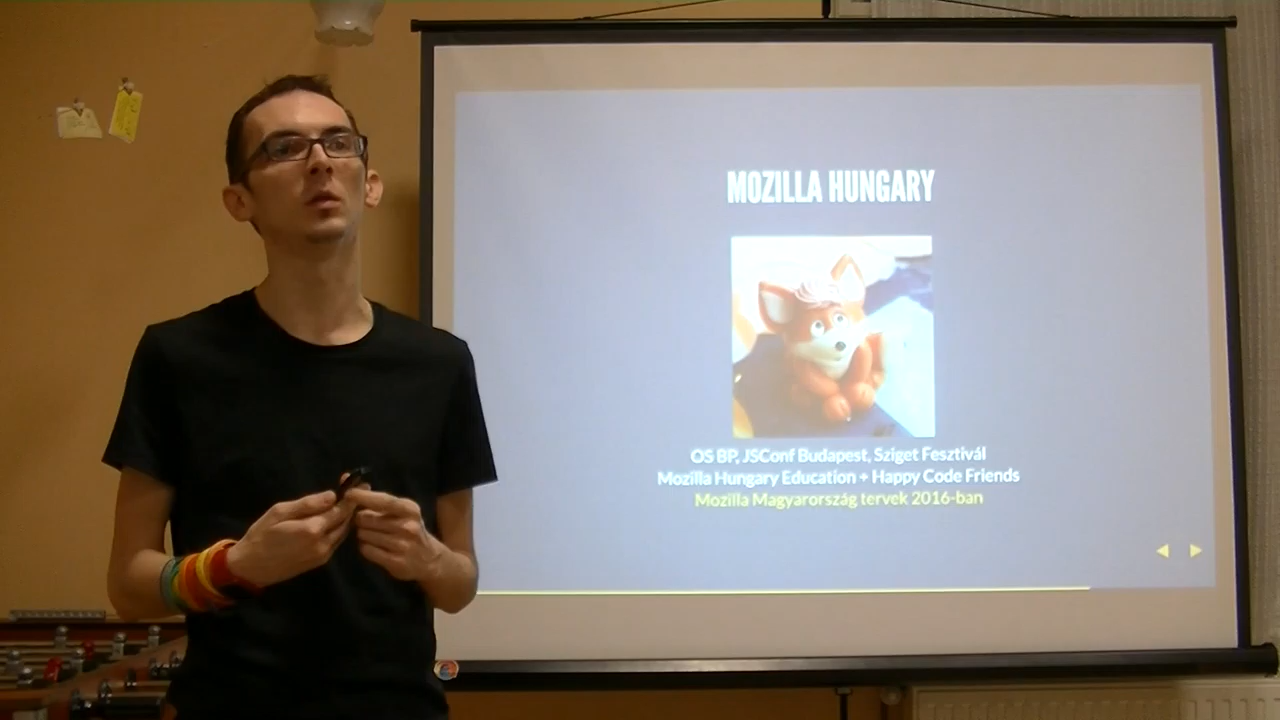 MOZILLA HUNGARY
OS BP, JSConf Budapest, Sziget Fesztivál
Mozilla Hungary Education + Happy Code Friends
Mozilla Magyarország tervek 2016-ban